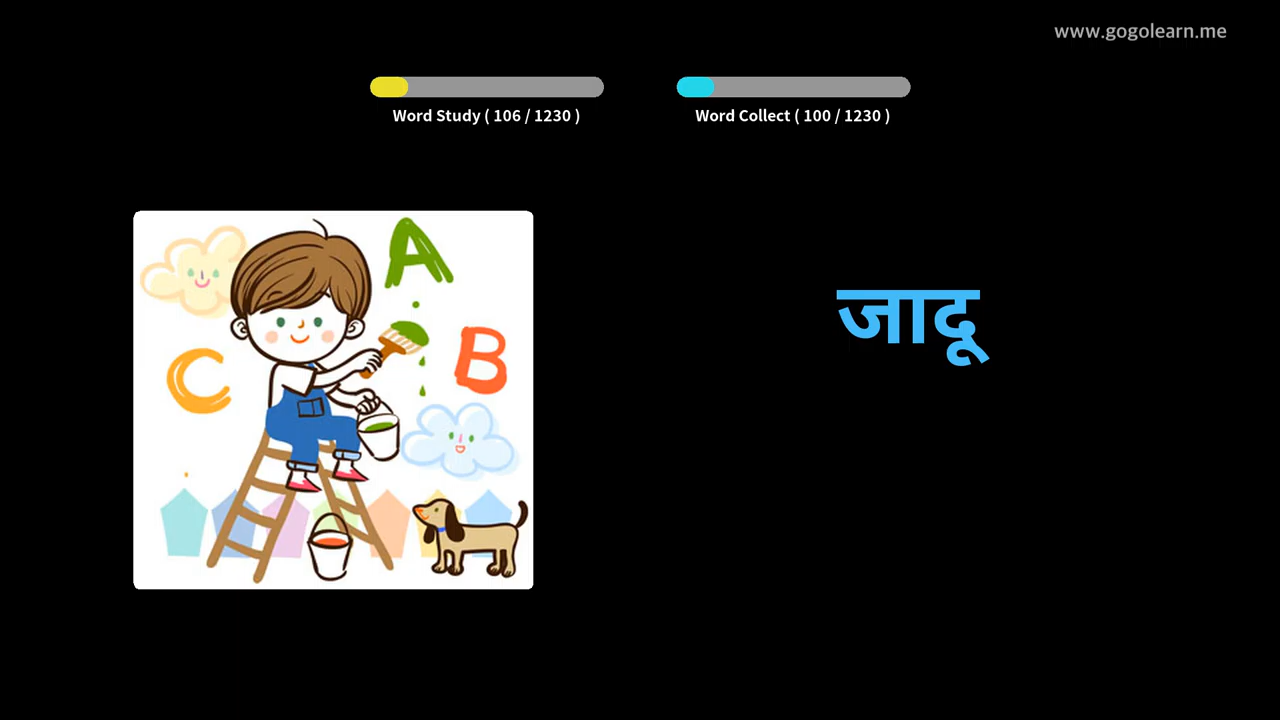 www.gogolearn.me
Word Study ( 106 / 1230 )
Word Collect ( 100 / 1230 )
A
B
C
जादू